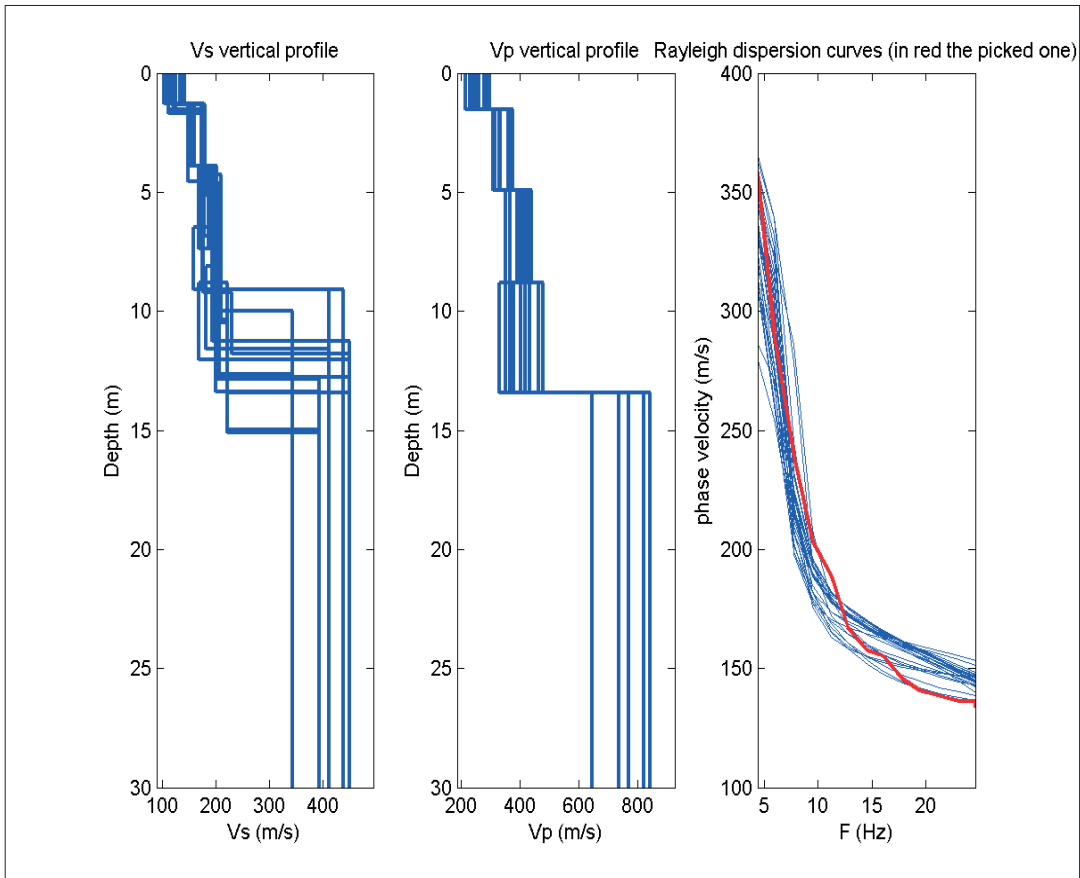 Vs vertical profile
0
5
10
15
20
25
30
Depth (m)
100 200 300 400
Vs (m/s)
Vp vertical profile
0
5
10
15
20
25
30
Depth (m)
200 400 600 800
Vp (m/s)
Rayleigh dispersion curves (in red the picked one)
400
350
300
250
200
150
100
phase velocity (m/s)
5 10 15 20
F (Hz)